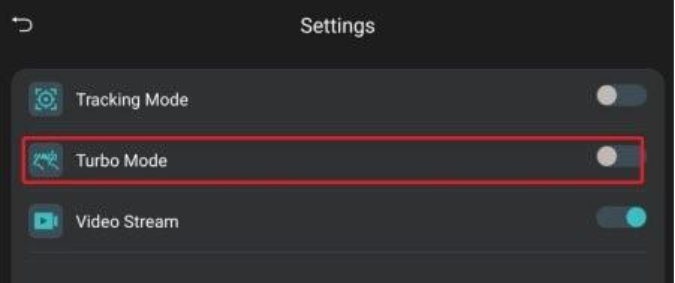 Settings
Tracking Mode
Turbo Mode
Video Stream